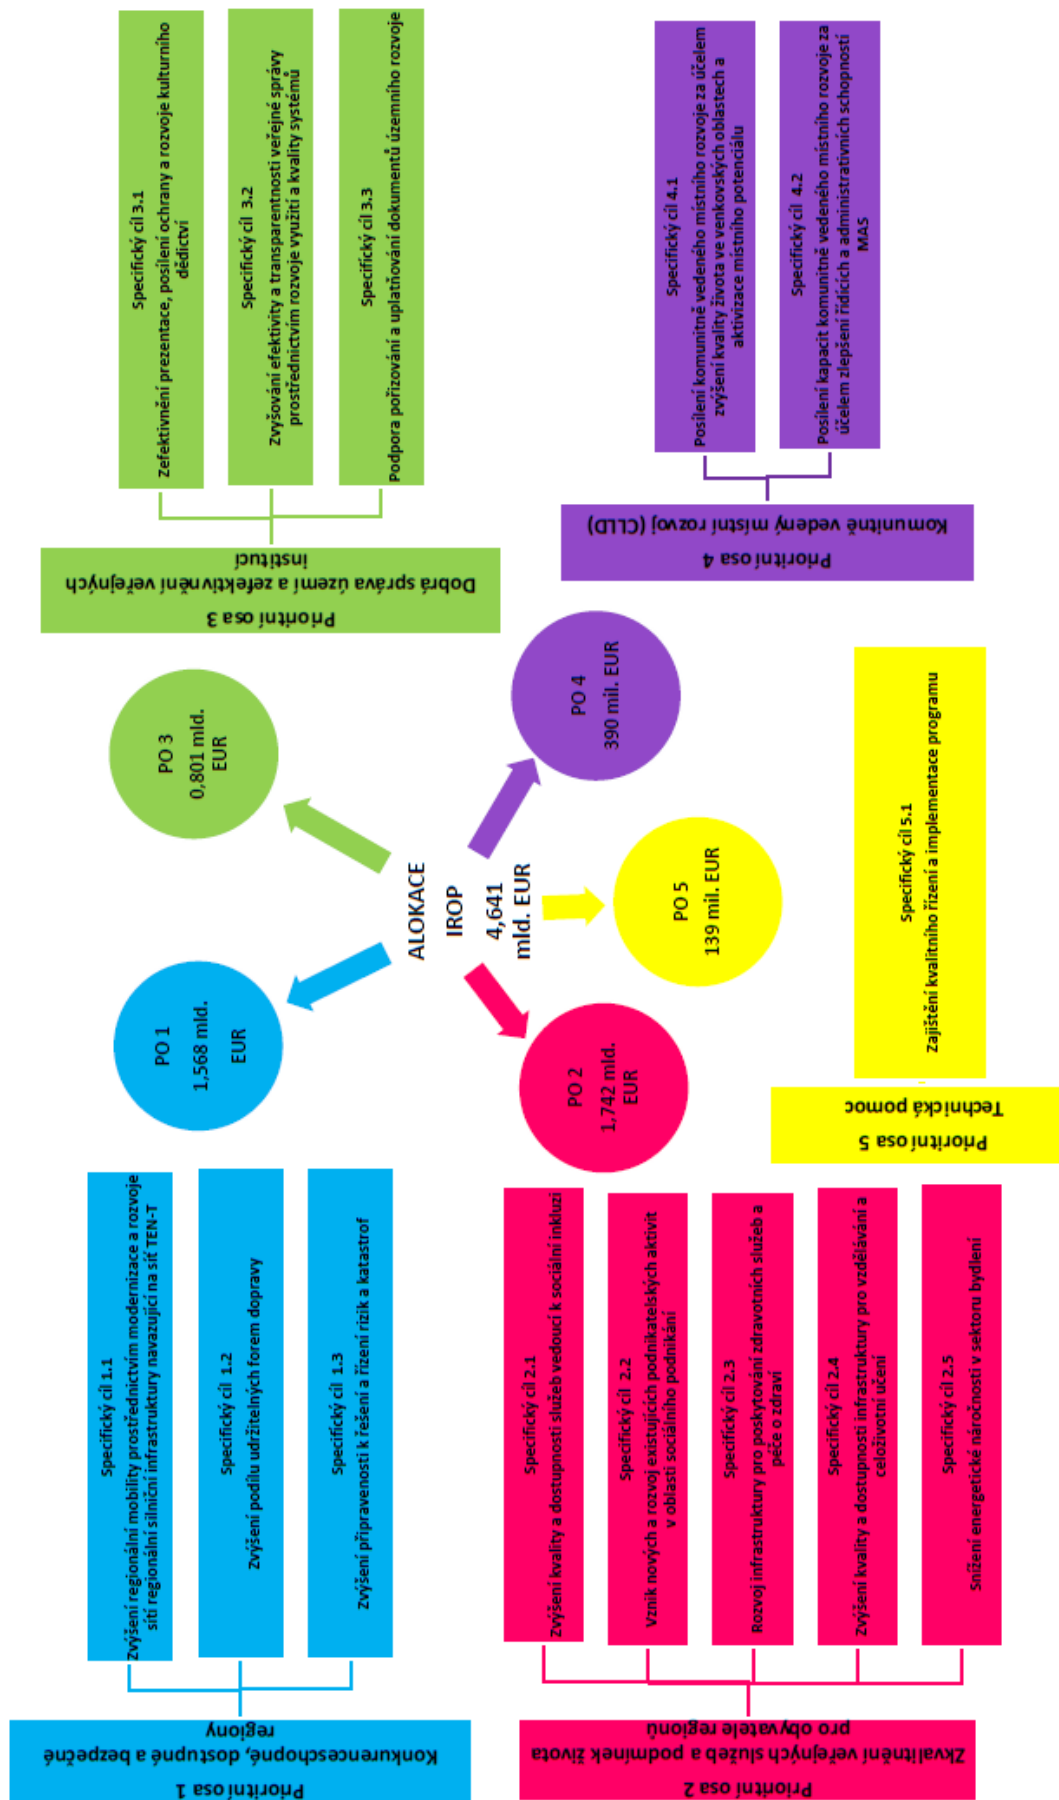 Prioritní osa 1
Konkurenceschopné, dostupné a bezpečné
regiony
Specifický cíl 1.1
Zvýšení regionální mobility prostřednictvím modernizace a rozvoje
sítí regionální silniční infrastruktury navazující na síť TEN-T
Specifický cíl 1.2
Zvýšení podílu udržitelných forem dopravy
Specifický cíl 1.3
Zvýšení připravenosti k řešení a řízení rizik a katastrof
PO 1
1,568 mld.
EUR
PO 3
0,801 mld.
EUR
Prioritní osa 3
Dobrá správa území a zefektivnění veřejných
institucí
Specifický cíl 3.1
Zefektivnění prezentace, posílení ochrany a rozvoje kulturního
dědictví
Specifický cíl 3.2
Zvyšování efektivity a transparentnosti veřejné správy
prostřednictvím rozvoje využití a kvality systémů
Specifický cíl 3.3
Podpora pořizování a uplatňování dokumentů územního rozvoje
ALOKACE
IROP
4,641
mld. EUR
Prioritní osa 2
Zkvalitnění veřejných služeb a podmínek života
pro obyvatele regionů
Specifický cíl 2.1
Zvýšení kvality a dostupnosti služeb vedoucí k sociální inkluzi
Specifický cíl 2.2
Vznik nových a rozvoj existujících podnikatelských aktivit
v oblasti sociálního podnikání
Specifický cíl 2.3
Rozvoj infrastruktury pro poskytování zdravotních služeb a
péče o zdraví
Specifický cíl 2.4
Zvýšení kvality a dostupnosti infrastruktury pro vzdělávání a
celoživotní učení
Specifický cíl 2.5
Snížení energetické náročnosti v sektoru bydlení
PO 2
1,742 mld.
EUR
PO 5
139 mil. EUR
PO 4
390 mil. EUR
Prioritní osa 4
Komunitně vedený místní rozvoj (CLLD)
Specifický cíl 4.1
Posílení komunitně vedeného místního rozvoje za účelem
zvýšení kvality života ve venkovských oblastech a
aktivizace místního potenciálu
Specifický cíl 4.2
Posílení kapacit komunitně vedeného místního rozvoje za
účelem zlepšení řídících a administrativních schopností
MAS
Prioritní osa 5
Technická pomoc
Specifický cíl 5.1
Zajištění kvalitního řízení a implementace programu